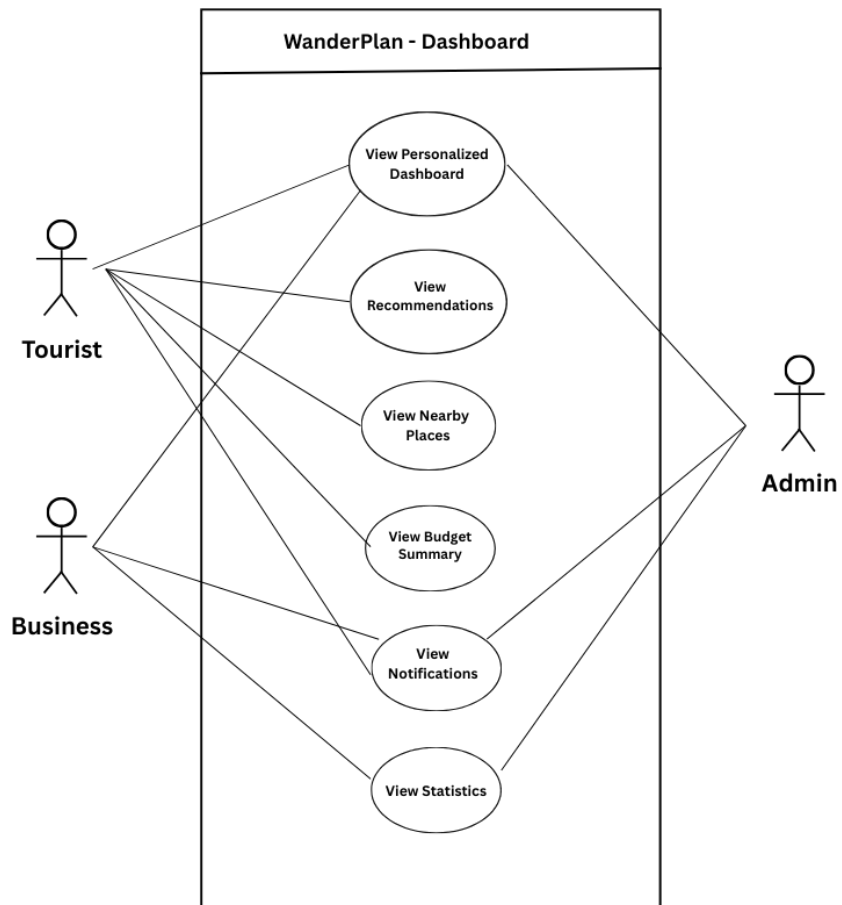 WanderPlan - Dashboard
View Personalized
Dashboard
View
Recommendations
Tourist
View Nearby
Places
Admin
View Budget
Summary
Business
View
Notifications
View Statistics